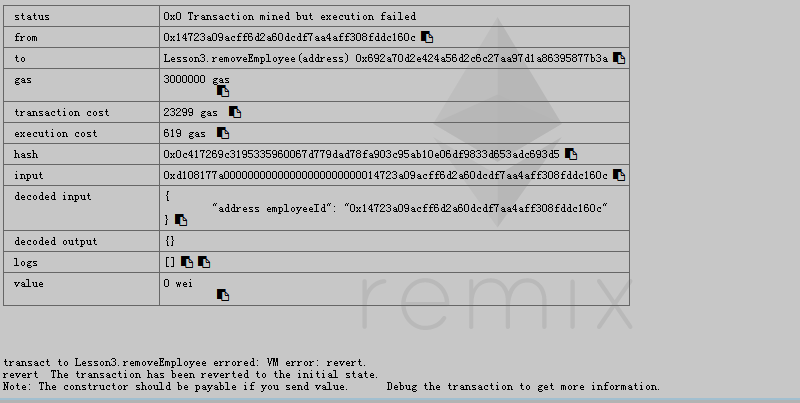 status 0x0 Transaction mined but execution failed
from 0x14723a09acff6d2a60dcdf7aa4aff308fddc160c
to Lesson3.removeEmployee(address) 0x692a70d2e424a56d2c6c27aa97d1a86395877b3a
gas 3000000 gas
transaction cost 23299 gas
execution cost 619 gas
hash 0x0c417269c3195335960067d779dad78fa903c95ab10e06df9833d653adc693d5
input 0xd108177a00000000000000000000000014723a09acff6d2a60dcdf7aa4aff308fddc160c
decoded input {
"address employeeId": "0x14723a09acff6d2a60dcdf7aa4aff308fddc160c"
}
decoded output {}
logs []
value 0 wei
remix
transact to Lesson3.removeEmployee errored: VM error: revert.
revert The transaction has been reverted to the initial state.
Note: The constructor should be payable if you send value. Debug the transaction to get more information.